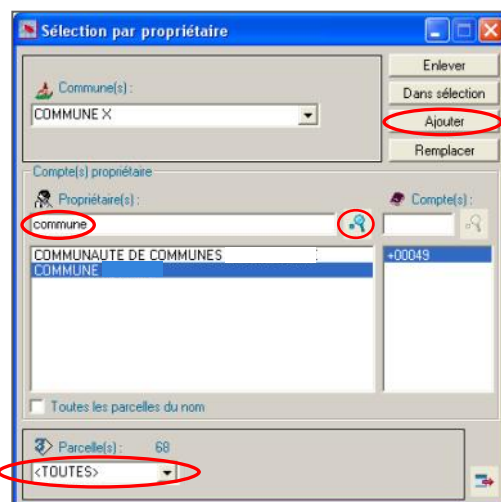 Sélection par propriétaire
Enlever
Commune(s) :
Dans sélection
COMMUNE X
Ajouter
Remplacer
Compte(s) propriétaire
Propriétaire(s) :
Compte(s) :
commune
COMMUNAUTE DE COMMUNES
+00049
COMMUNE
Toutes les parcelles du nom
Parcelle(s) : 68
<TOUTES>